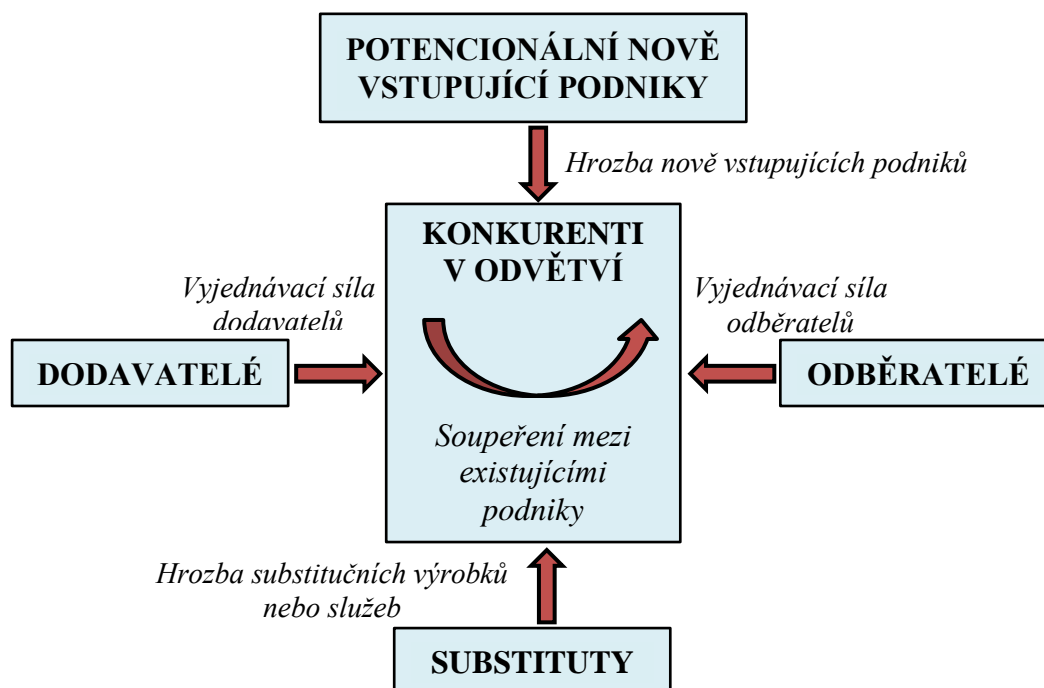 POTENCIONÁLNÍ NOVĚ
VSTUPUJÍCÍ PODNIKY
Hrozba nově vstupujících podniků
KONKURENTI
V ODVĚTVÍ
Vyjednávací síla
dodavatelů
Vyjednávací síla
odběratelů
DODAVATELÉ
ODBĚRATELÉ
Soupeření mezi
existujícími
podniky
Hrozba substitučních výrobků
nebo služeb
SUBSTITUTY